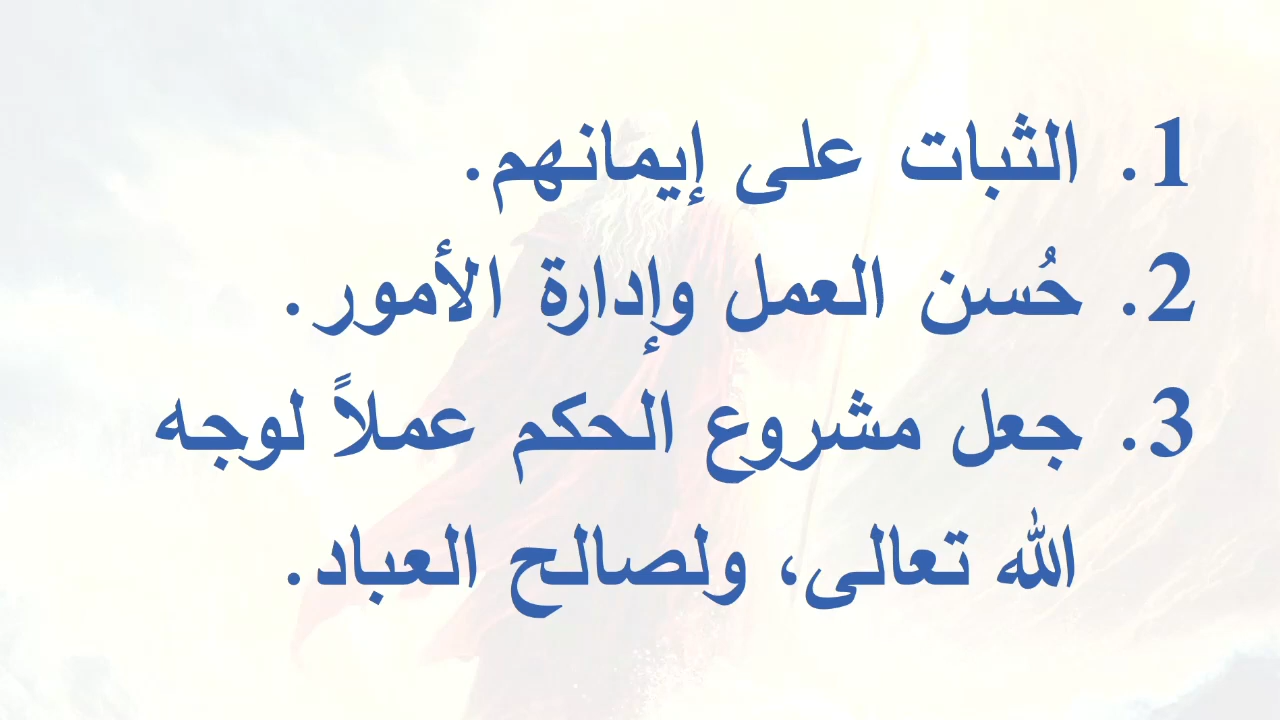 1. الثبات على إيمانهم.
2. حُسن العمل وإدارة الأمور.
3. جعل مشروع الحكم عملاً لوجه
الله تعالى، ولصالح العباد.